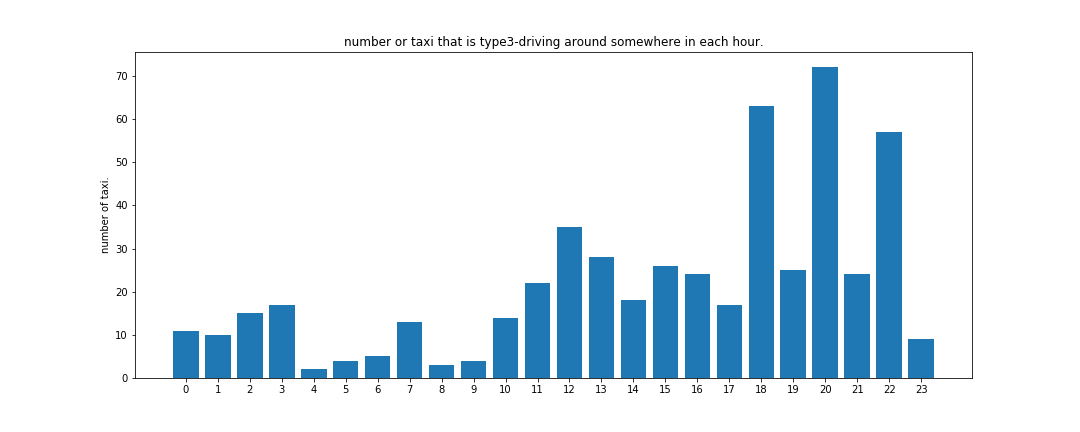 number or taxi that is type3-driving around somewhere in each hour.
number of taxi.
70
60
50
40
30
20
10
0
0 1 2 3 4 5 6 7 8 9 10 11 12 13 14 15 16 17 18 19 20 21 22 23